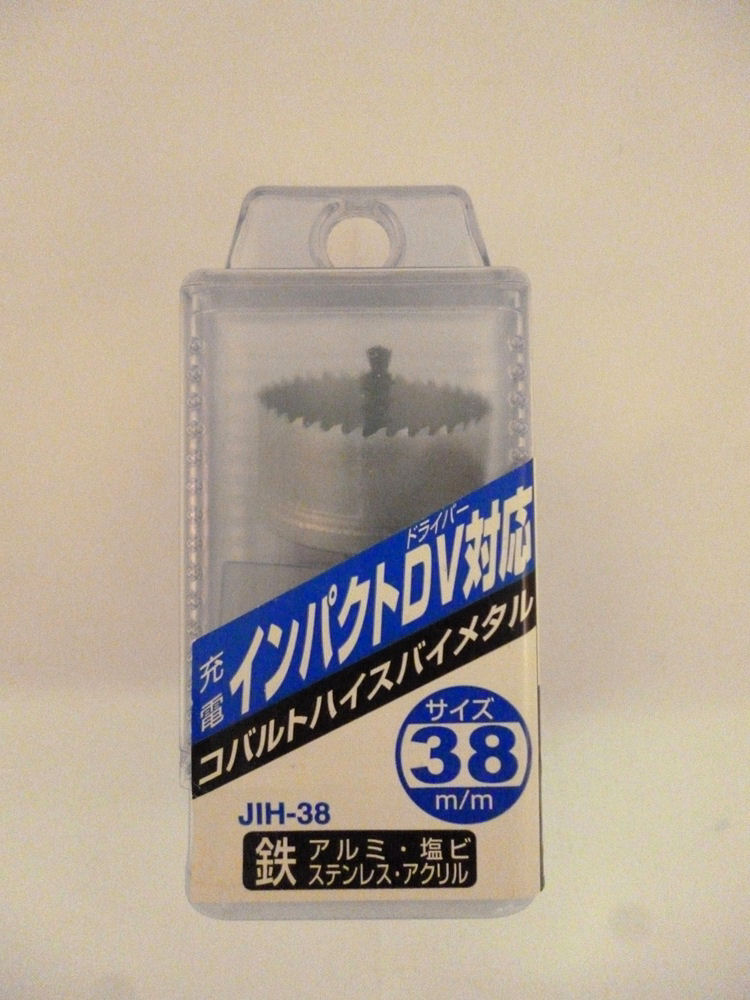 ドライバー
充電インパクトDV対応
コバルトハイスバイメタル
サイズ
38
m/m
JIH-38
鉄 アルミ・塩ビ
ステンレス・アクリル